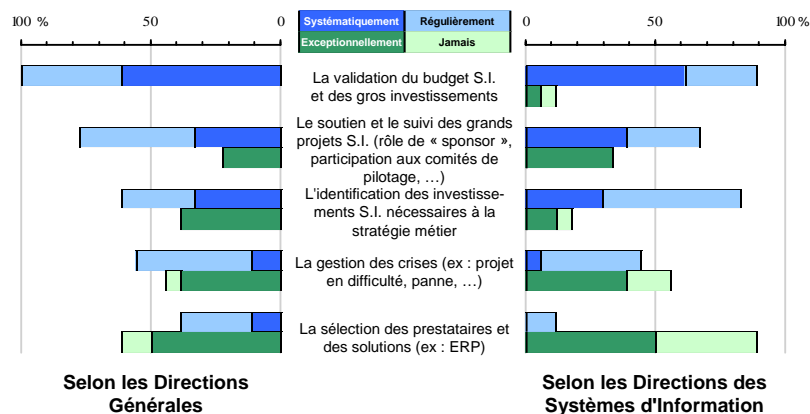 100 % 50 0
Systématiquement Régulièrement
Exceptionnellement Jamais
0 50 100 %
La validation du budget S.I.
et des gros investissements
Le soutien et le suivi des grands
projets S.I. (rôle de « sponsor »,
participation aux comités de
pilotage, …)
L'identification des investisse-
ments S.I. nécessaires à la
stratégie métier
La gestion des crises (ex : projet
en difficulté, panne, …)
La sélection des prestataires et
des solutions (ex : ERP)
Selon les Directions
Générales
Selon les Directions des
Systèmes d'Information